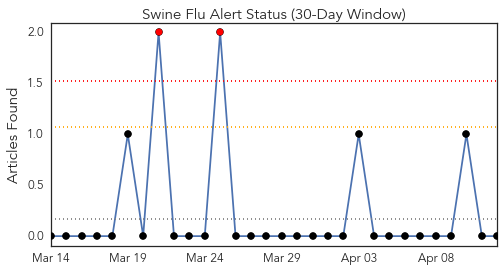 Swine Flu Alert Status (30-Day Window)
Articles Found
2.0
1.5
1.0
0.5
0.0
Mar 14 Mar 19 Mar 24 Mar 29 Apr 03 Apr 08